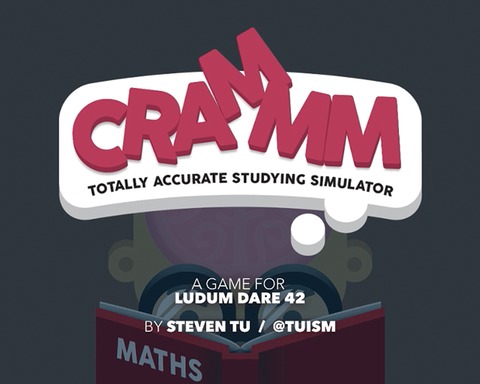 CRAMMM
TOTALLY ACCURATE STUDYING SIMULATOR
A GAME FOR
LUDUM DARE 42
BY STEVEN TU / @TUISM
MATHS